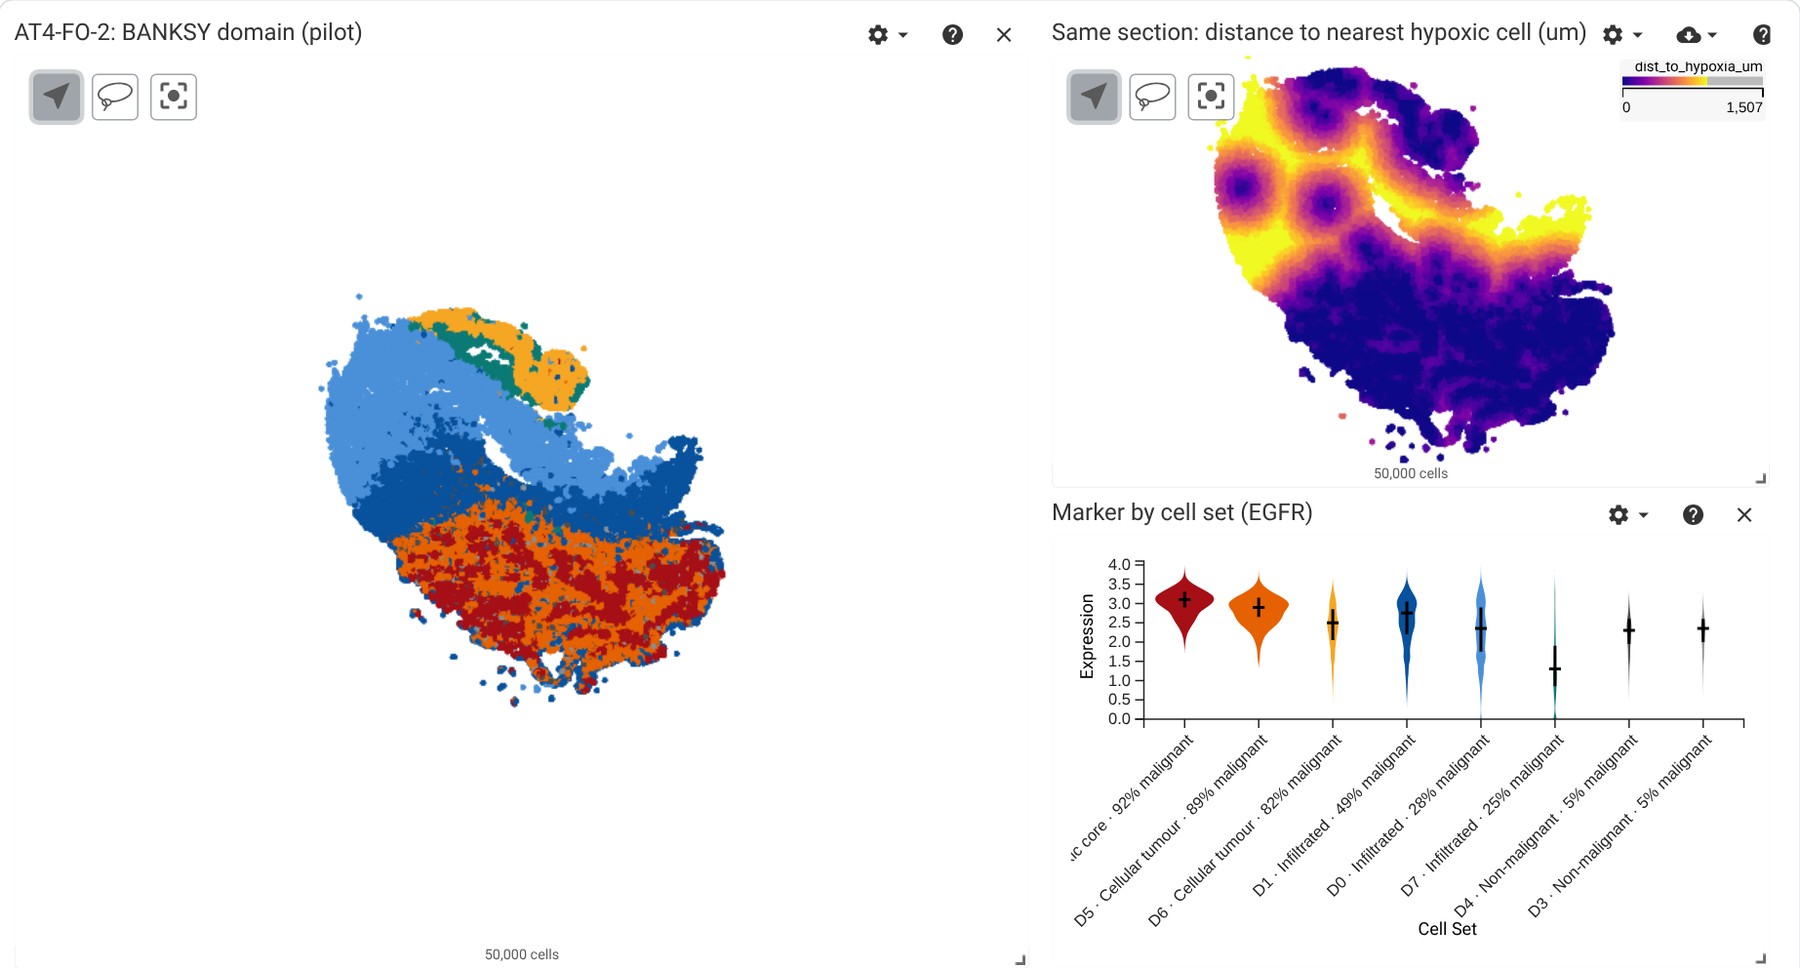 AT4-FO-2: BANKSY domain (pilot)
50,000 cells
Same section: distance to nearest hypoxic cell (um)
dist_to_hypoxia_um
0 1,507
50,000 cells
Marker by cell set (EGFR)
Expression
4.0
3.5
3.0
2.5
2.0
1.5
1.0
0.5
0.0
core · 92% malignant
D5 · Cellular tumour · 89% malignant
D6 · Cellular tumour · 82% malignant
D1 · Infiltrated · 49% malignant
D0 · Infiltrated · 28% malignant
D7 · Infiltrated · 25% malignant
D4 · Non-malignant · 5% malignant
D3 · Non-malignant · 5% malignant
Cell Set